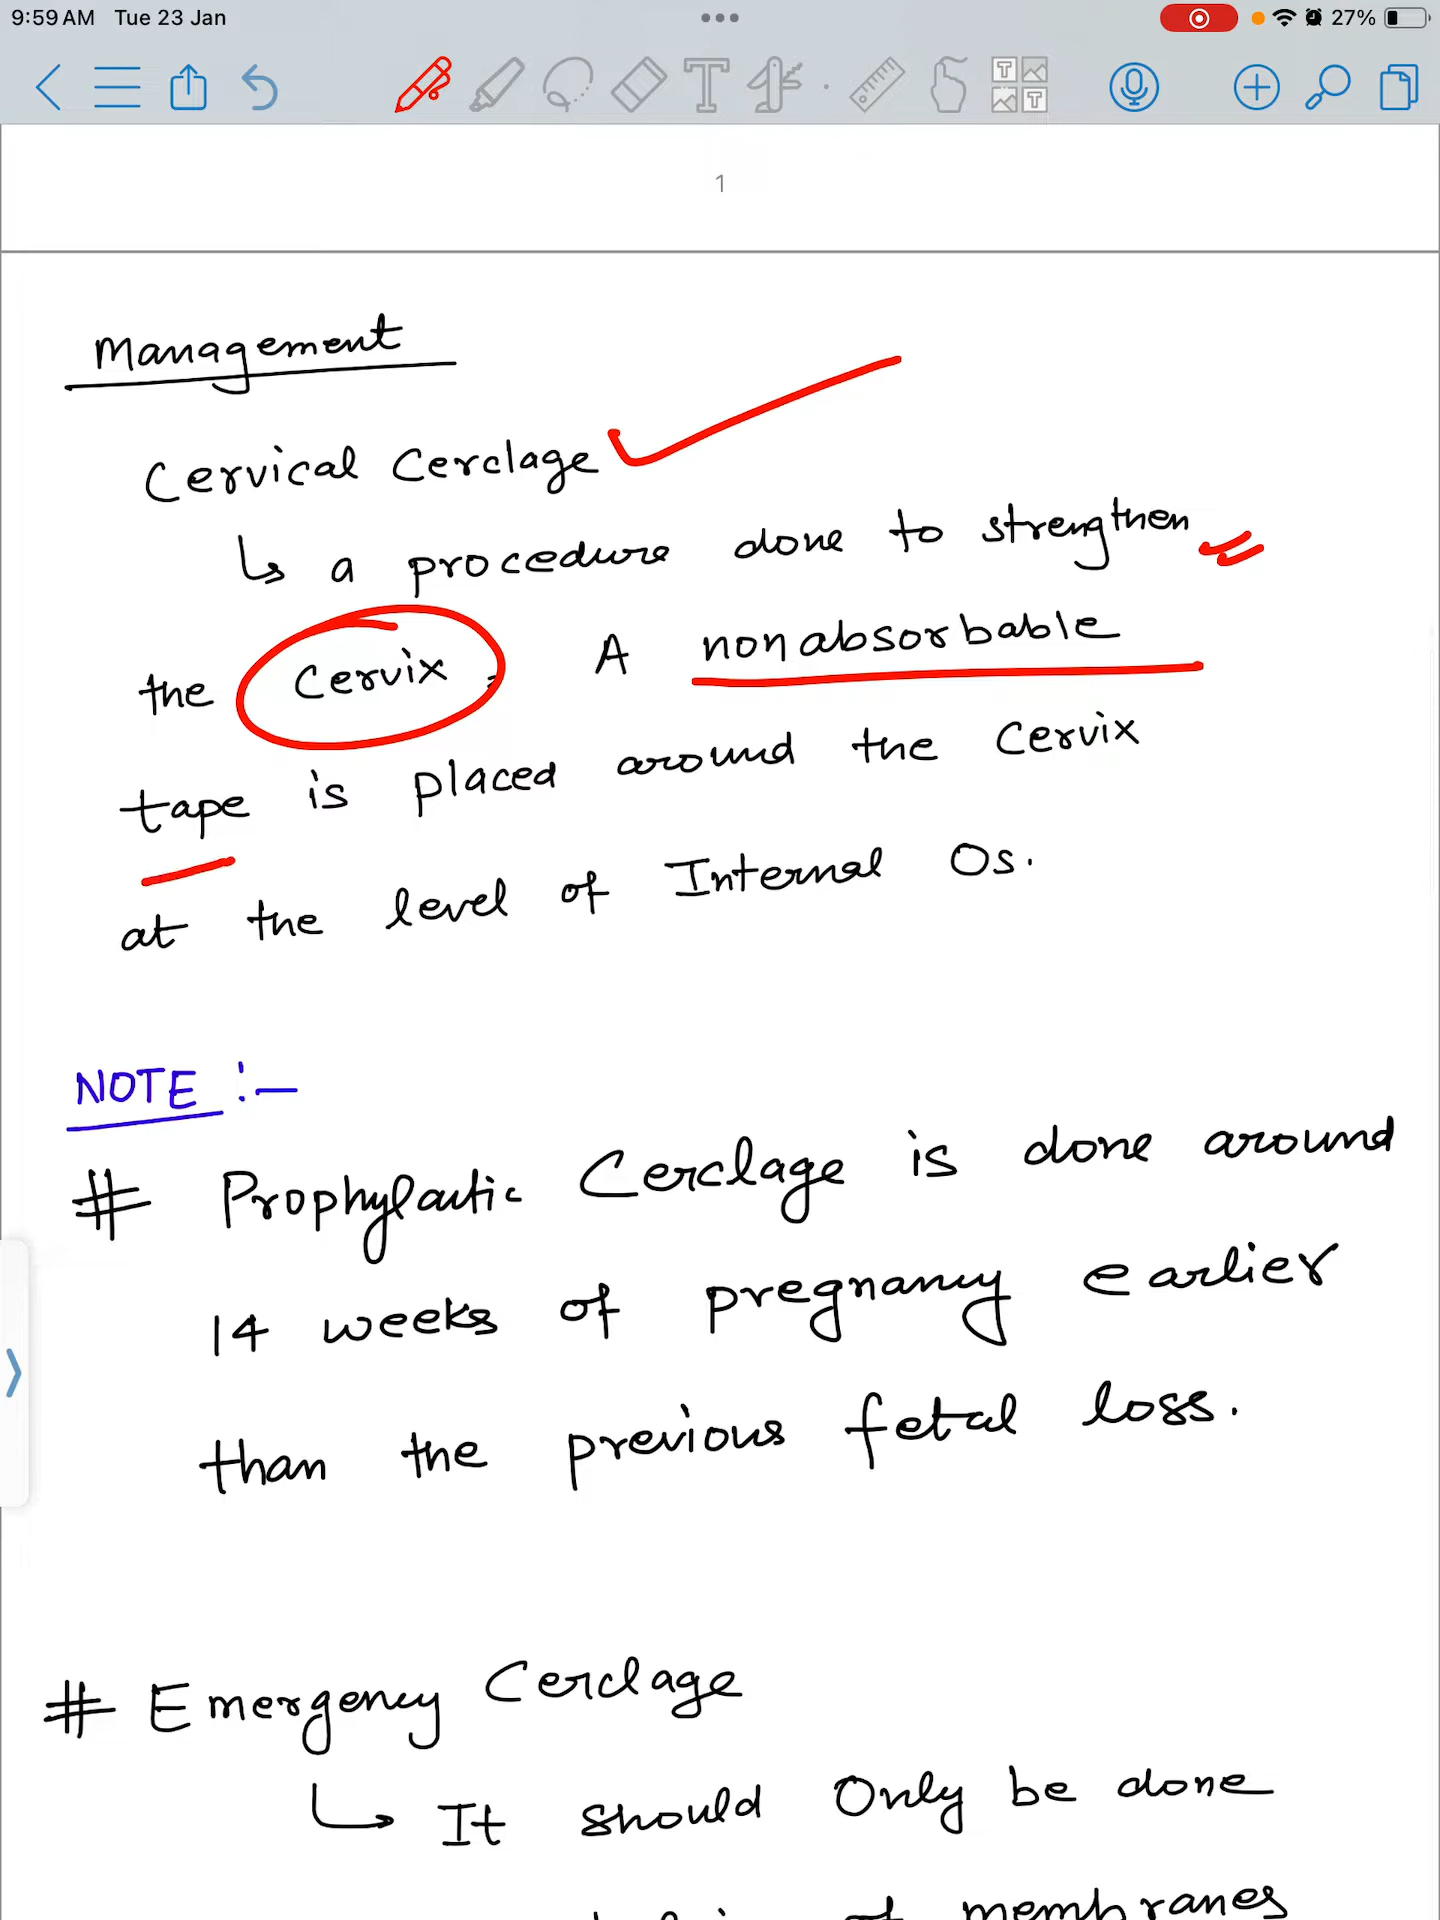 9:59 AM Tue 23 Jan
27%
1
Management
Cervical Cerclage
↳ a procedure done to strengthen
the Cervix. A nonabsorbable
tape is placed around the Cervix
at the level of Internal Os.
NOTE :-
# Prophylactic Cerclage is done around
14 weeks of pregnancy earlier
than the previous fetal loss.
# Emergency Cerclage
↳ It should Only be done
of membranes